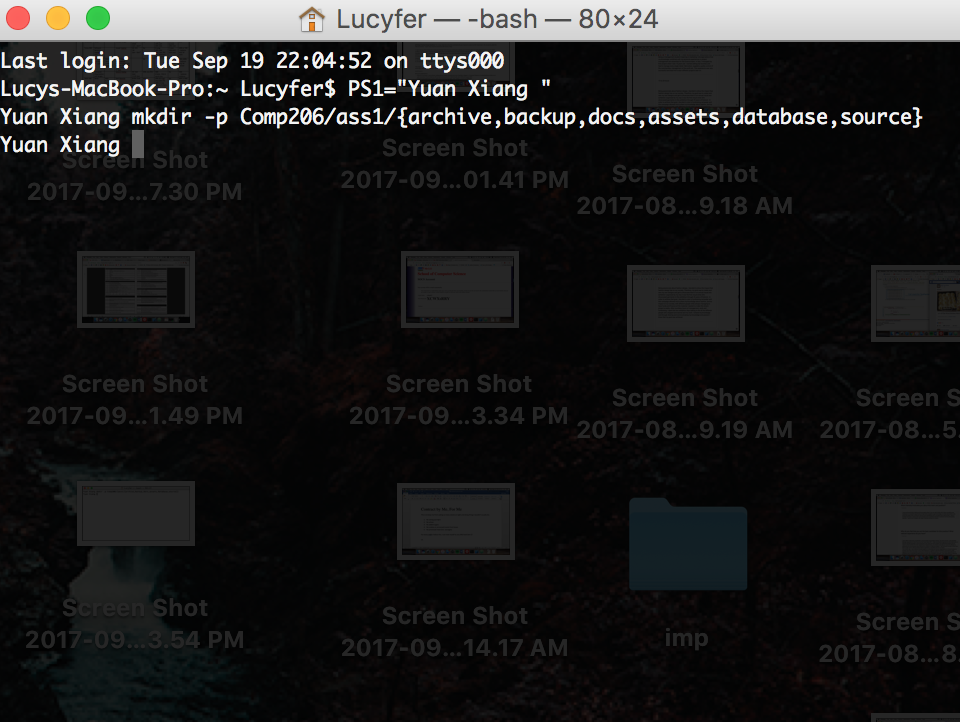 Lucyfer — -bash — 80×24
Last login: Tue Sep 19 22:04:52 on ttys000
Lucys-MacBook-Pro:~ Lucyfer$ PS1="Yuan Xiang "
Yuan Xiang mkdir -p Comp206/ass1/{archive,backup,docs,assets,database,source}
Yuan Xiang
Screen Shot
2017-09...7.30 PM
Screen Shot
2017-09...01.41 PM
Screen Shot
2017-08...9.18 AM
Screen Shot
2017-09...1.49 PM
Screen Shot
2017-09...3.34 PM
Screen Shot
2017-08...9.19 AM
Screen S
2017-08...5.
Screen Shot
2017-09...3.54 PM
Screen Shot
2017-09...14.17 AM
imp
Screen S
2017-08...8.